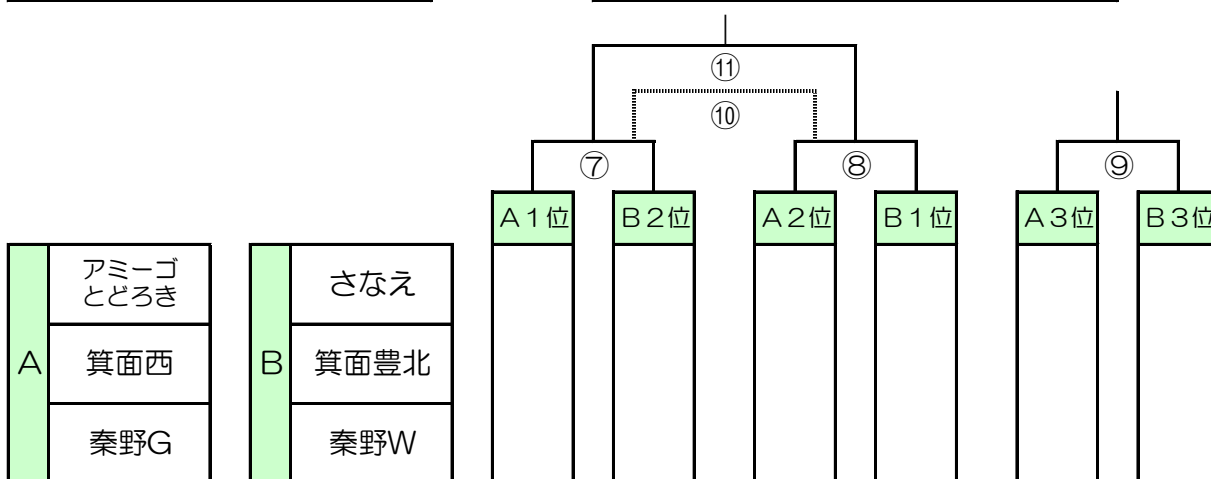 ⑪
⑩
⑦
⑧
⑨
A1位
B2位
A2位
B1位
A3位
B3位
A
アミーゴ
とどろき
箕面西
秦野G
B
さなえ
箕面豊北
秦野W